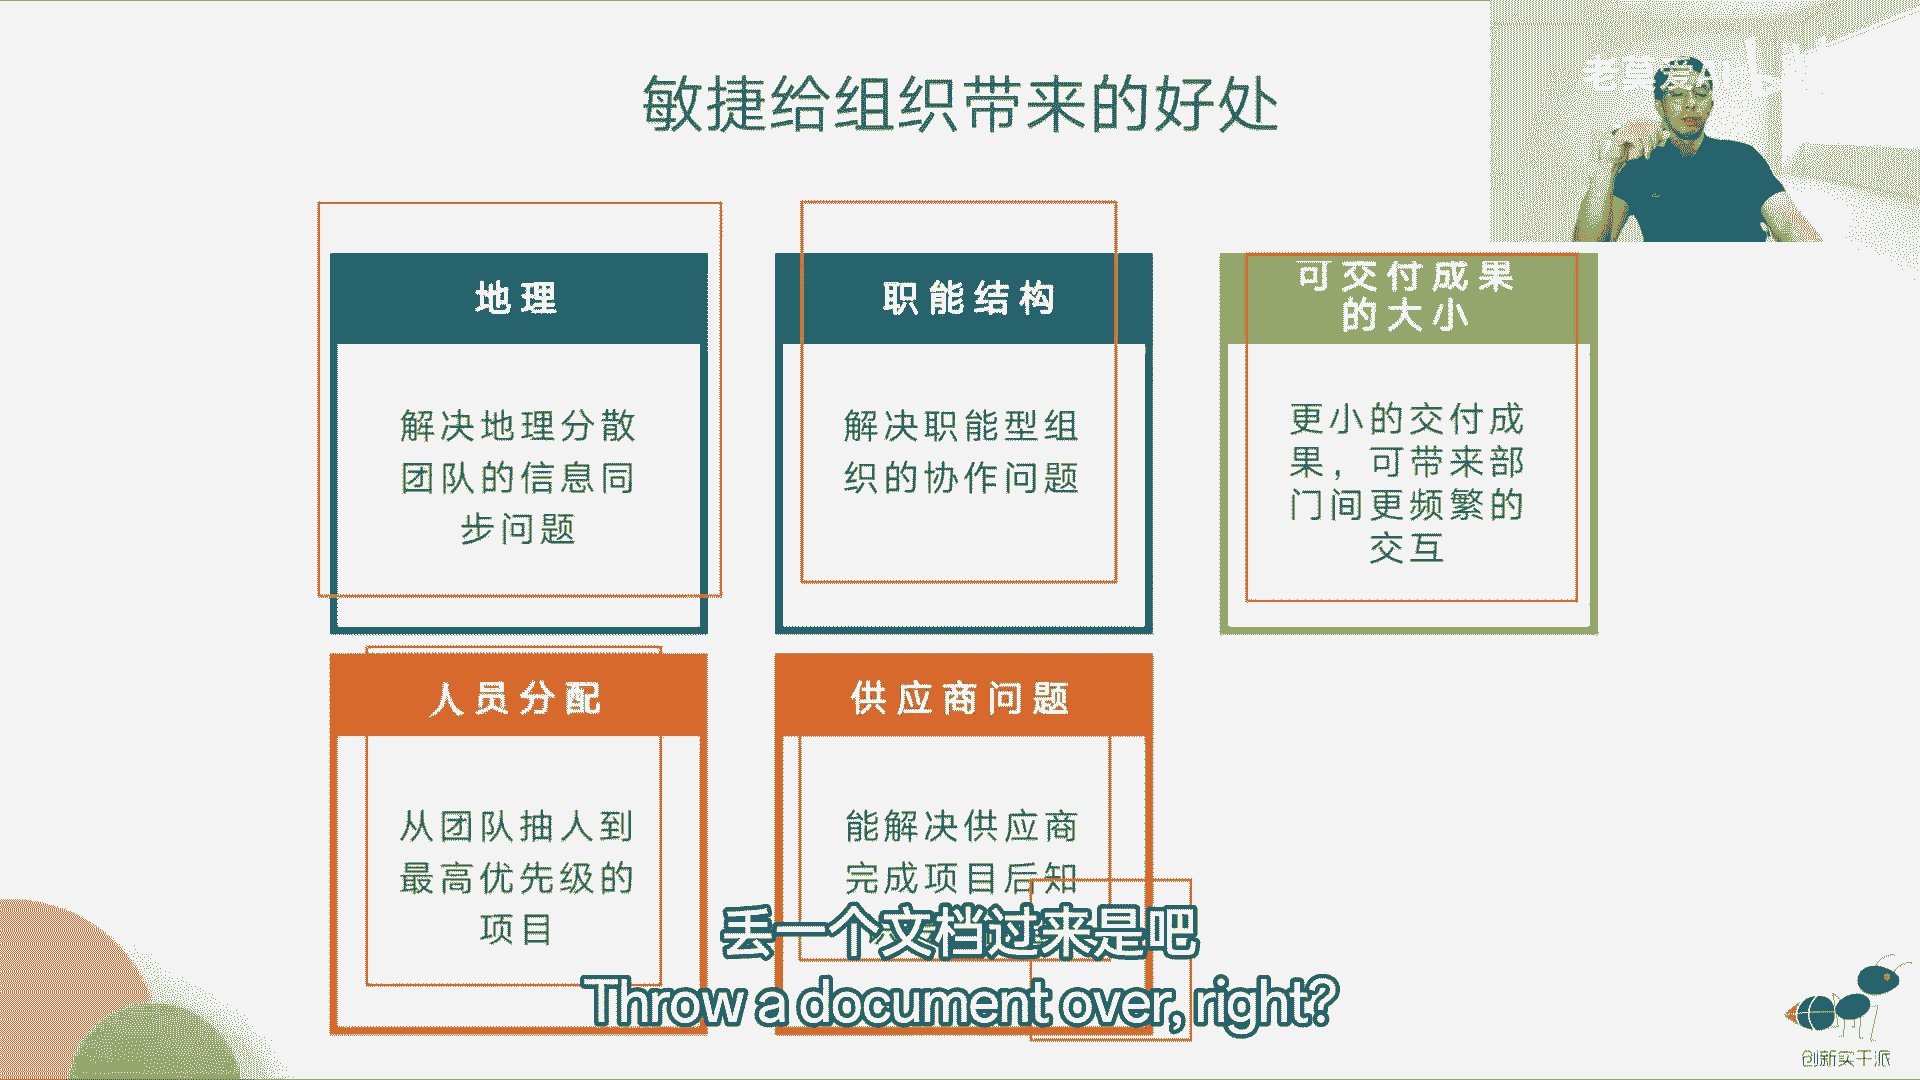 敏捷给组织带来的好处
地理
解决地理分散
团队的信息同
步问题
职能结构
解决职能型组
织的协作问题
可交付成果
的大小
更小的交付成
果，可带来部
门间更频繁的
交互
人员分配
从团队抽人到
最高优先级的
项目
供应商问题
能解决供应商
完成项目后知
丢一个文档过来是吧
Throw a document over, right?
创新实干派